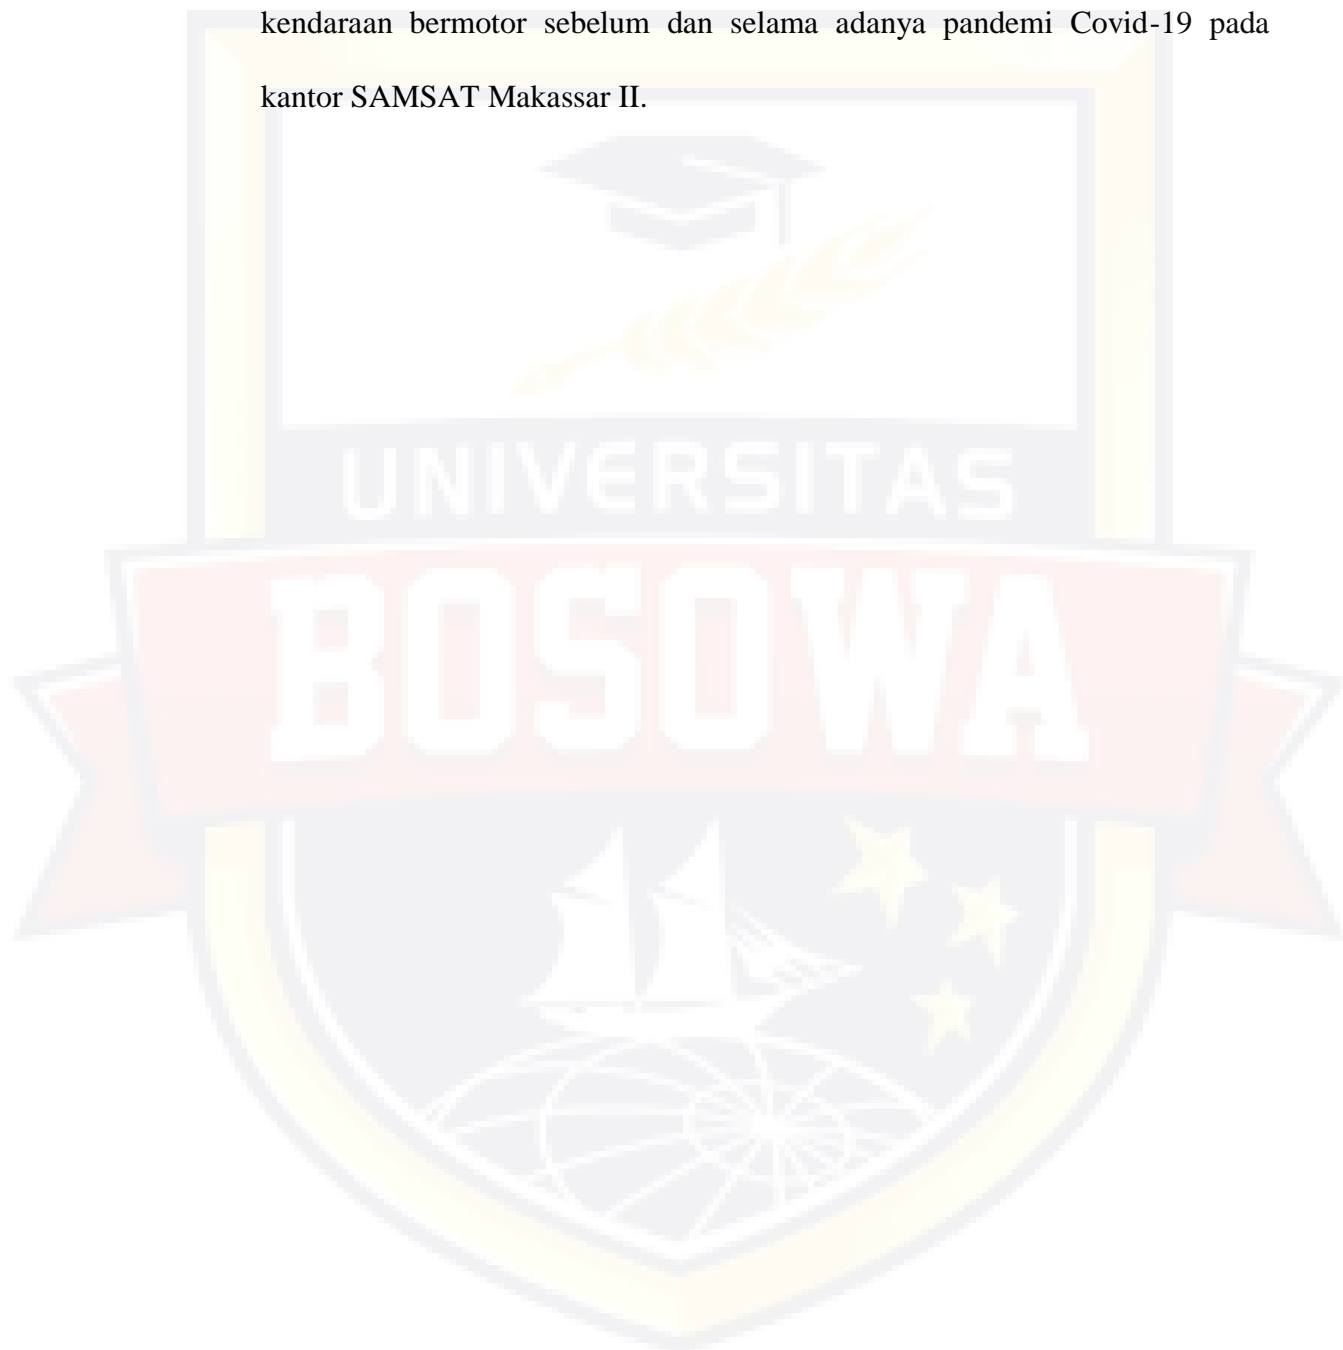 kendaraan bermotor sebelum dan selama adanya pandemi Covid-19 pada
kantor SAMSAT Makassar II.
UNIVERSITAS
BOSOWA